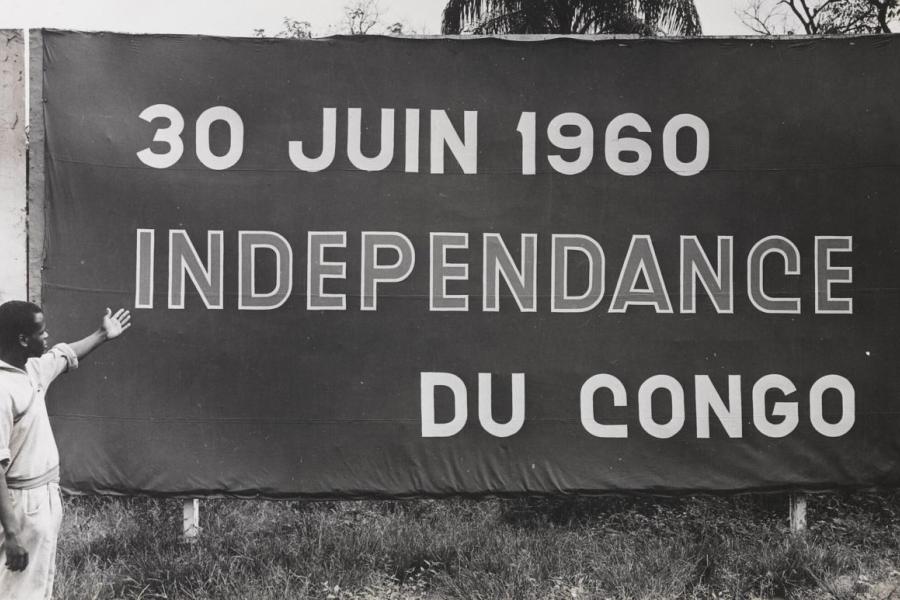 30 JUIN 1960
INDEPENDANCE
DU CONGO